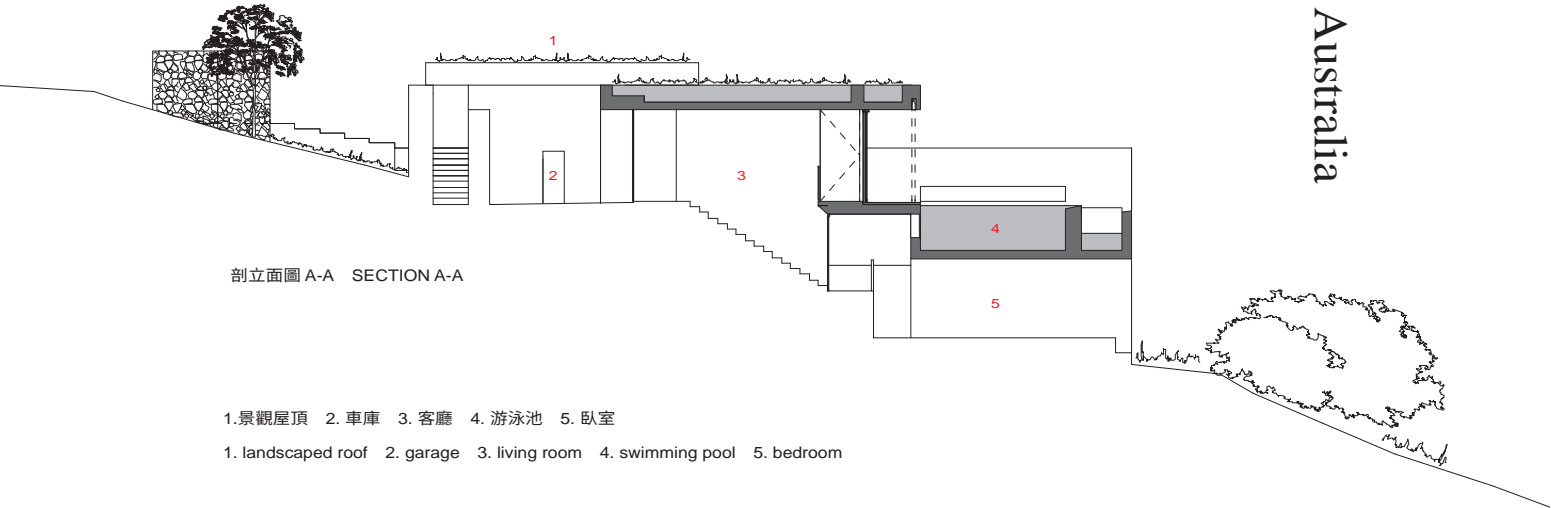 Australia
1
2
3
4
5
剖立面圖 A-A SECTION A-A
1.景觀屋頂 2. 車庫 3. 客廳 4. 游泳池 5. 臥室
1. landscaped roof 2. garage 3. living room 4. swimming pool 5. bedroom